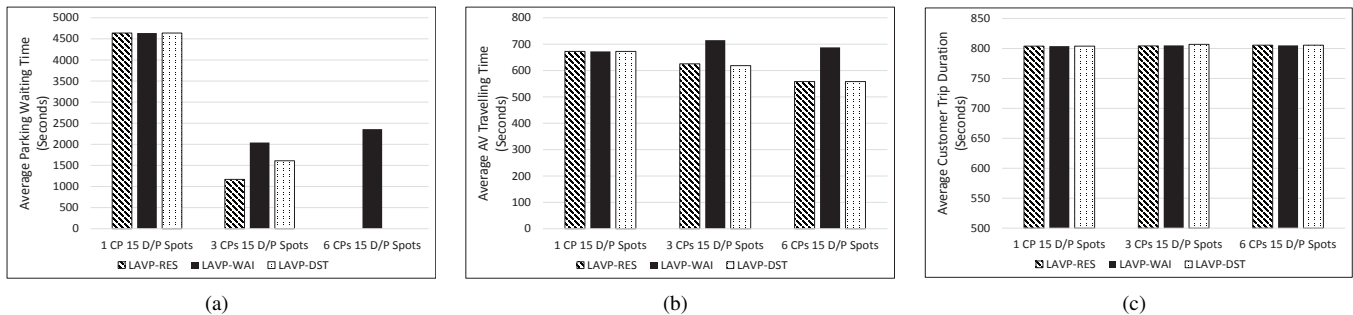 Average Parking Waiting Time
(Seconds)
5000
4500
4000
3500
3000
2500
2000
1500
1000
500
0
1 CP 15 D/P Spots
3 CPs 15 D/P Spots
6 CPs 15 D/P Spots
LAVP-RES
LAVP-WAI
LAVP-DST
(a)
Average AV Travelling Time
(Seconds)
800
700
600
500
400
300
200
100
0
1 CP 15 D/P Spots
3 CPs 15 D/P Spots
6 CPs 15 D/P Spots
LAVP-RES
LAVP-WAI
LAVP-DST
(b)
Average Customer Trip Duration
(Seconds)
850
800
750
700
650
600
550
500
1 CP 15 D/P Spots
3 CPs 15 D/P Spots
6 CPs 15 D/P Spots
LAVP-RES
LAVP-WAI
LAVP-DST
(c)